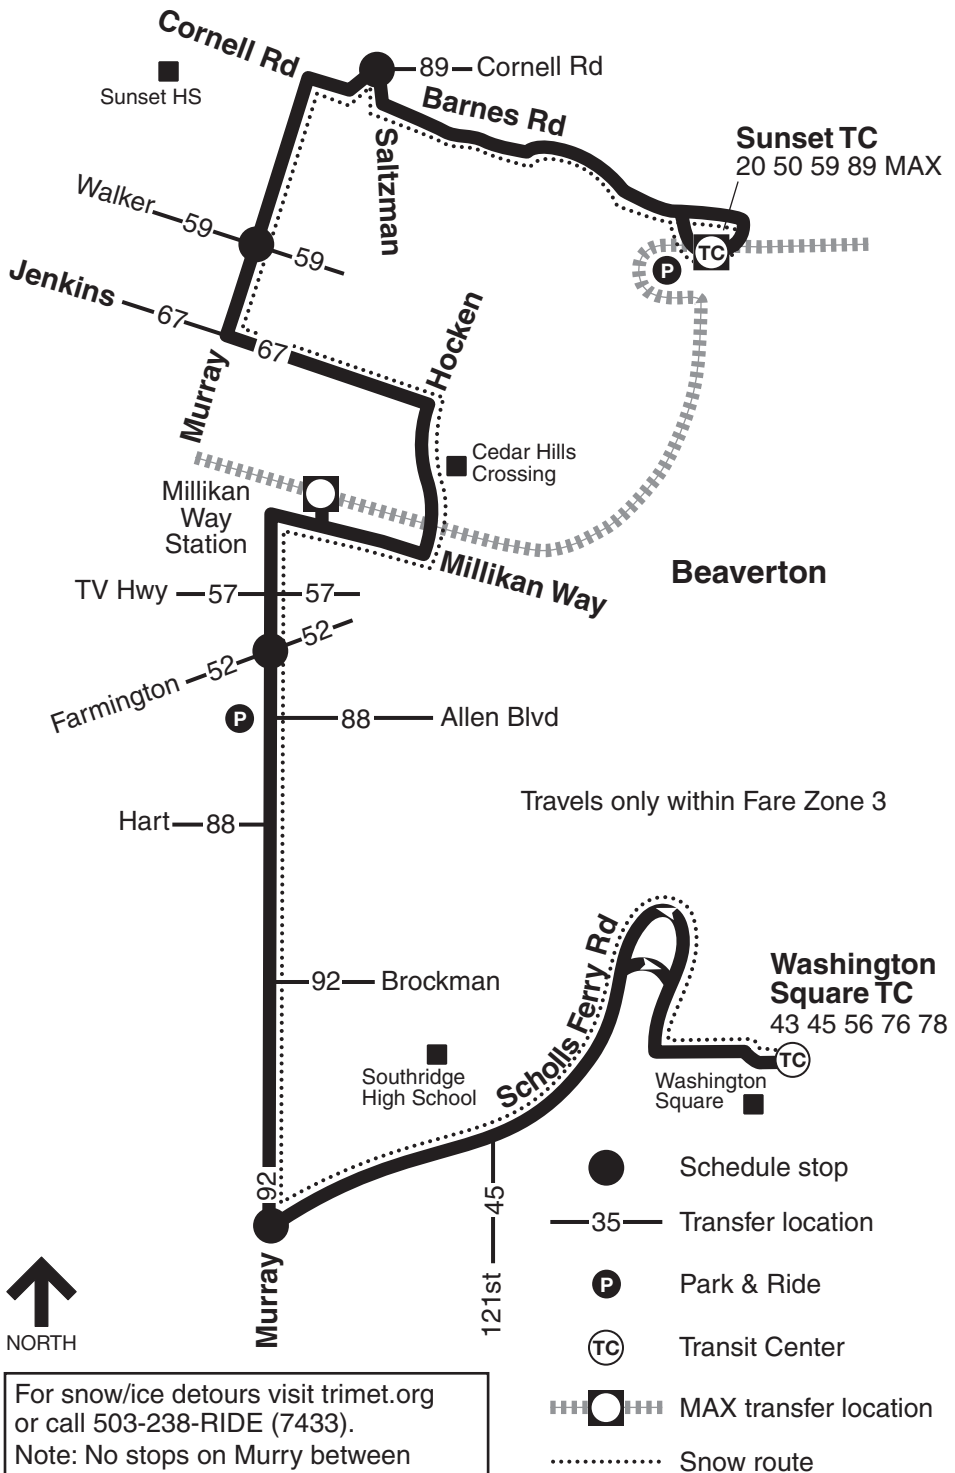 Cornell Rd
Sunset HS
89
Cornell Rd
Barnes Rd
Saltzman
Sunset TC
20 50 59 89 MAX
Walker
59
59
TC
P
Jenkins
67
67
Hocken
Murray
Cedar Hills
Crossing
Millikan
Way
Station
Millikan Way
Beaverton
TV Hwy
57
57
52
52
Farmington
P
88
Allen Blvd
Travels only within Fare Zone 3
Hart
88
Scholls Ferry Rd
92
Brockman
Washington
Square TC
43 45 56 76 78
TC
Southridge
High School
Washington
Square
92
45
121st
Murray
NORTH
Schedule stop
35
Transfer location
P
Park & Ride
TC
Transit Center
MAX transfer location
Snow route
For snow/ice detours visit trimet.org
or call 503-238-RIDE (7433).
Note: No stops on Murry between